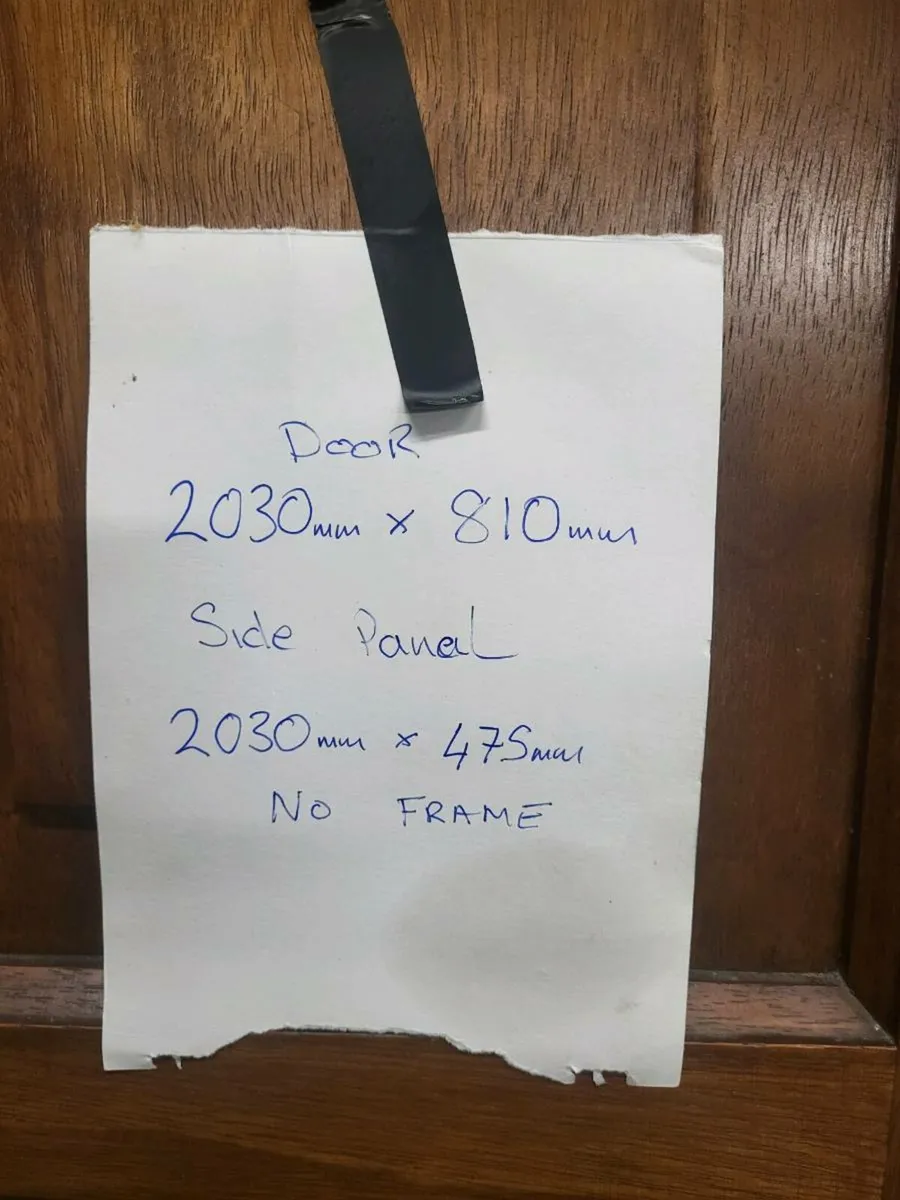 DOOR
2030mm x 810mm
Side Panel
2030mm x 475mm
NO FRAME